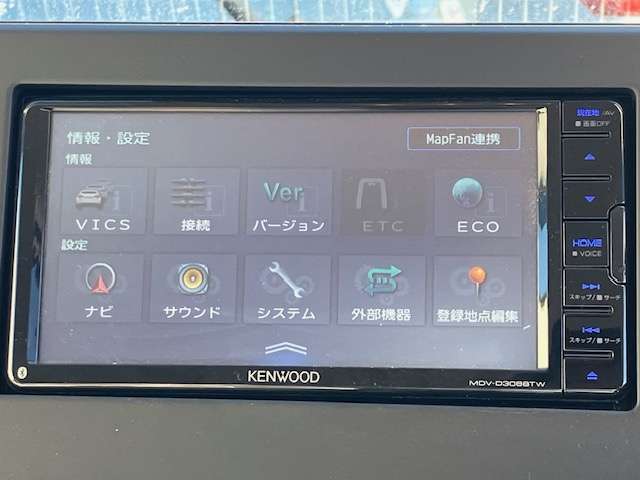 情報・設定
MapFan連携
情報
VICS
接続
Ver
バージョン
ETC
ECO
設定
ナビ
サウンド
システム
外部機器
登録地点編集
KENWOOD
MDV-D308BTW
現在地/AV
画面OFF
HOME
VOICE
スキップ/サーチ
スキップ/サーチ